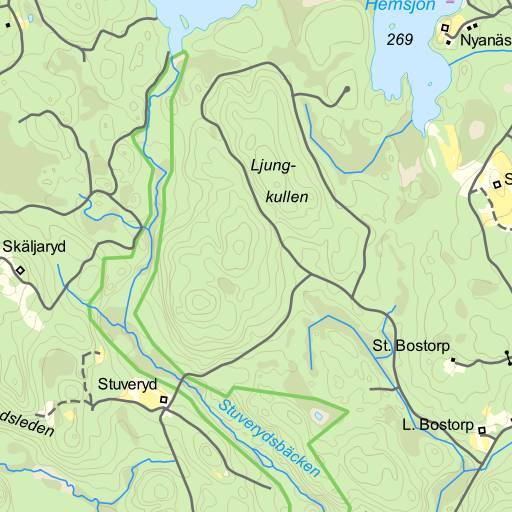 Hemsjön
269
Nyanäs
Ljung-
kullen
S
Skäljaryd
St. Bostorp
Stuveryd
Stuverydsbäcken
dsleden
L. Bostorp